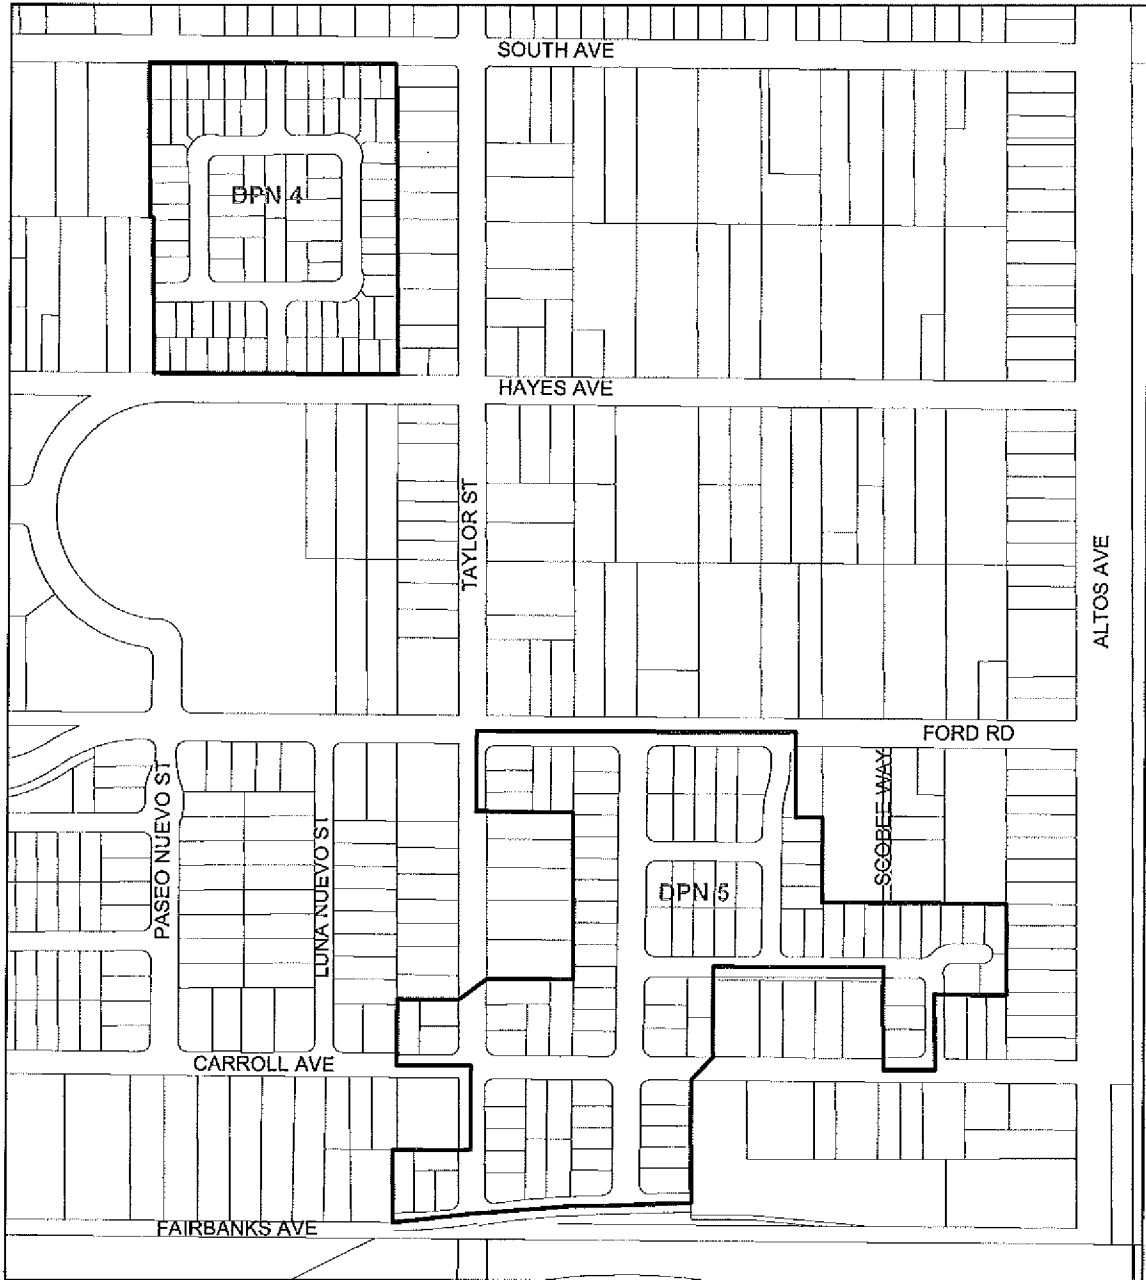 SOUTH AVE
DPN 4
HAYES AVE
TAYLOR ST
ALTOS AVE
FORD RD
PASEO NUEVO ST
LUNA NUEVO ST
SCOBEE WAY
DPN 5
CARROLL AVE
FAIRBANKS AVE